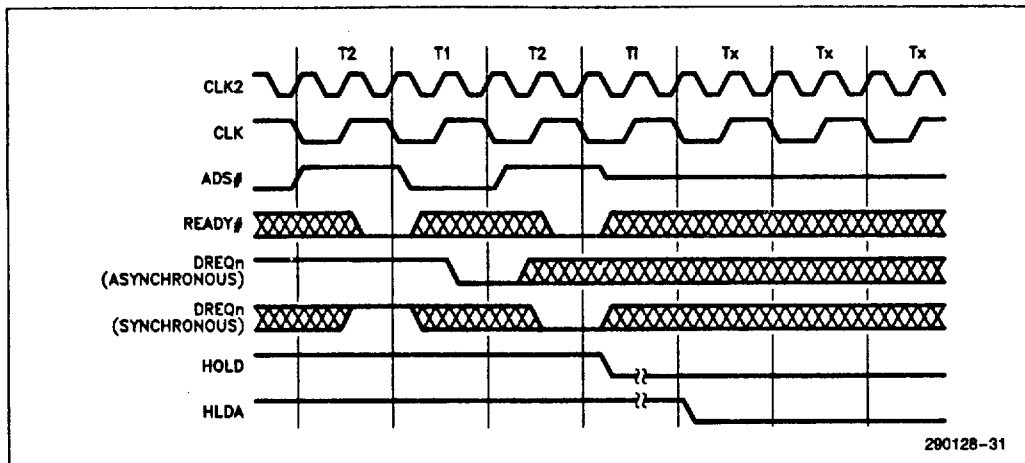 T2 T1 T2 Ti Tx Tx Tx
CLK2
CLK
ADS#
READY#
DREQn
(ASYNCHRONOUS)
DREQn
(SYNCHRONOUS)
HOLD
HLDA
290128-31